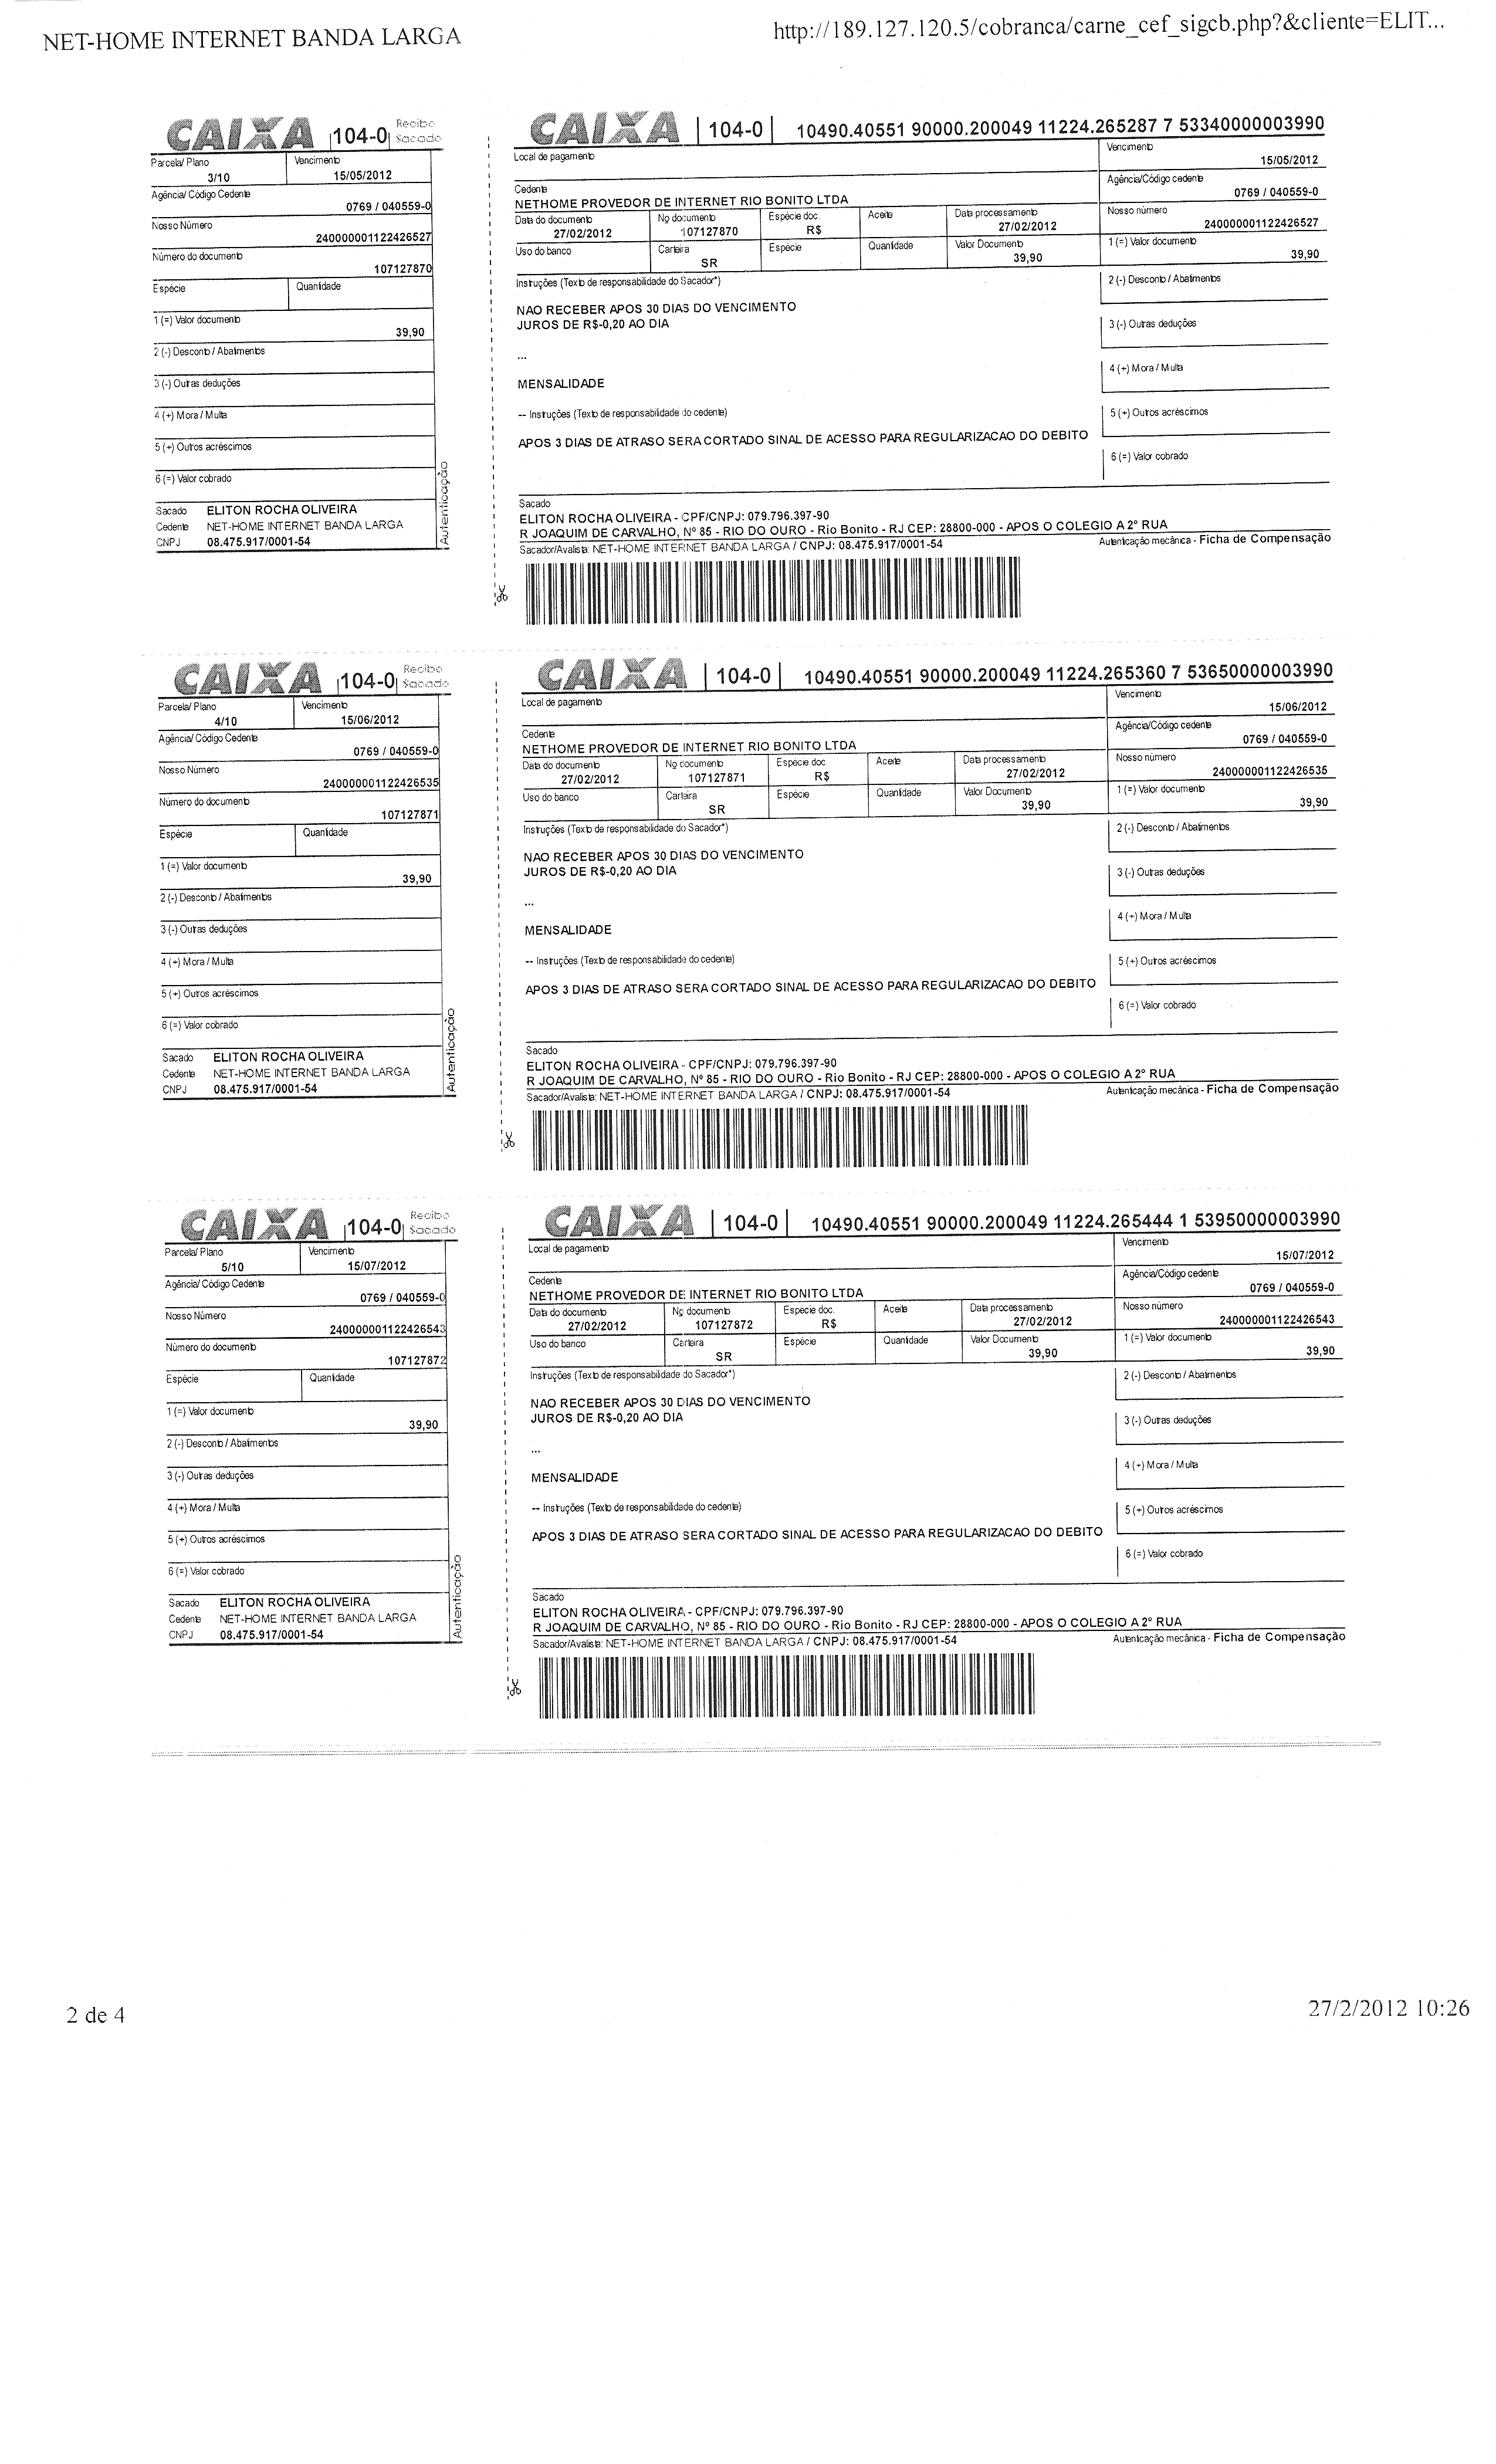 NET-HOME INTERNET BANDA LARGA
http://189.127.120.5/cobranca/carne_cef_sigcb.php?&cliente=ELIT...
CAIXA |104-0| Recibo Sacado
Parcela/ Plano Vencimento
3/10 15/05/2012
Agência/ Código Cedente
0769 / 040559-0
Nosso Número
240000001122426527
Número do documento
107127870
Espécie Quantidade
1 (=) Valor documento
39,90
2 (-) Desconto / Abatimentos
3 (-) Outras deduções
4 (+) Mora / Multa
5 (+) Outros acréscimos
6 (=) Valor cobrado
Sacado ELITON ROCHA OLIVEIRA
Cedente NET-HOME INTERNET BANDA LARGA
CNPJ 08.475.917/0001-54
Autenticação
CAIXA | 104-0 | 10490.40551 90000.200049 11224.265287 7 53340000003990
Local de pagamento Vencimento
15/05/2012
Cedente Agência/Código cedente
NETHOME PROVEDOR DE INTERNET RIO BONITO LTDA 0769 / 040559-0
Data do documento No documento Espécie doc. Aceite Data processamento Nosso número
27/02/2012 107127870 R$ 27/02/2012 240000001122426527
Uso do banco Carteira Espécie Quantidade Valor Documento 1 (=) Valor documento
SR 39,90 39,90
Instruções (Texto de responsabilidade do Sacador*) 2 (-) Desconto / Abatimentos
NAO RECEBER APOS 30 DIAS DO VENCIMENTO
JUROS DE R$-0,20 AO DIA 3 (-) Outras deduções
...
4 (+) Mora / Multa
MENSALIDADE
-- Instruções (Texto de responsabilidade do cedente) 5 (+) Outros acréscimos
APOS 3 DIAS DE ATRASO SERA CORTADO SINAL DE ACESSO PARA REGULARIZACAO DO DEBITO
6 (=) Valor cobrado
Sacado
ELITON ROCHA OLIVEIRA - CPF/CNPJ: 079.796.397-90
R JOAQUIM DE CARVALHO, Nº 85 - RIO DO OURO - Rio Bonito - RJ CEP: 28800-000 - APOS O COLEGIO A 2º RUA
Sacador/Avalista: NET-HOME INTERNET BANDA LARGA / CNPJ: 08.475.917/0001-54 Autenticação mecânica - Ficha de Compensação
CAIXA |104-0| Recibo Sacado
Parcela/ Plano Vencimento
4/10 15/06/2012
Agência/ Código Cedente
0769 / 040559-0
Nosso Número
240000001122426535
Número do documento
107127871
Espécie Quantidade
1 (=) Valor documento
39,90
2 (-) Desconto / Abatimentos
3 (-) Outras deduções
4 (+) Mora / Multa
5 (+) Outros acréscimos
6 (=) Valor cobrado
Sacado ELITON ROCHA OLIVEIRA
Cedente NET-HOME INTERNET BANDA LARGA
CNPJ 08.475.917/0001-54
Autenticação
CAIXA | 104-0 | 10490.40551 90000.200049 11224.265360 7 53650000003990
Local de pagamento Vencimento
15/06/2012
Cedente Agência/Código cedente
NETHOME PROVEDOR DE INTERNET RIO BONITO LTDA 0769 / 040559-0
Data do documento No documento Espécie doc. Aceite Data processamento Nosso número
27/02/2012 107127871 R$ 27/02/2012 240000001122426535
Uso do banco Carteira Espécie Quantidade Valor Documento 1 (=) Valor documento
SR 39,90 39,90
Instruções (Texto de responsabilidade do Sacador*) 2 (-) Desconto / Abatimentos
NAO RECEBER APOS 30 DIAS DO VENCIMENTO
JUROS DE R$-0,20 AO DIA 3 (-) Outras deduções
...
4 (+) Mora / Multa
MENSALIDADE
-- Instruções (Texto de responsabilidade do cedente) 5 (+) Outros acréscimos
APOS 3 DIAS DE ATRASO SERA CORTADO SINAL DE ACESSO PARA REGULARIZACAO DO DEBITO
6 (=) Valor cobrado
Sacado
ELITON ROCHA OLIVEIRA - CPF/CNPJ: 079.796.397-90
R JOAQUIM DE CARVALHO, Nº 85 - RIO DO OURO - Rio Bonito - RJ CEP: 28800-000 - APOS O COLEGIO A 2º RUA
Sacador/Avalista: NET-HOME INTERNET BANDA LARGA / CNPJ: 08.475.917/0001-54 Autenticação mecânica - Ficha de Compensação
CAIXA |104-0| Recibo Sacado
Parcela/ Plano Vencimento
5/10 15/07/2012
Agência/ Código Cedente
0769 / 040559-0
Nosso Número
240000001122426543
Número do documento
107127872
Espécie Quantidade
1 (=) Valor documento
39,90
2 (-) Desconto / Abatimentos
3 (-) Outras deduções
4 (+) Mora / Multa
5 (+) Outros acréscimos
6 (=) Valor cobrado
Sacado ELITON ROCHA OLIVEIRA
Cedente NET-HOME INTERNET BANDA LARGA
CNPJ 08.475.917/0001-54
Autenticação
CAIXA | 104-0 | 10490.40551 90000.200049 11224.265444 1 53950000003990
Local de pagamento Vencimento
15/07/2012
Cedente Agência/Código cedente
NETHOME PROVEDOR DE INTERNET RIO BONITO LTDA 0769 / 040559-0
Data do documento No documento Espécie doc. Aceite Data processamento Nosso número
27/02/2012 107127872 R$ 27/02/2012 240000001122426543
Uso do banco Carteira Espécie Quantidade Valor Documento 1 (=) Valor documento
SR 39,90 39,90
Instruções (Texto de responsabilidade do Sacador*) 2 (-) Desconto / Abatimentos
NAO RECEBER APOS 30 DIAS DO VENCIMENTO
JUROS DE R$-0,20 AO DIA 3 (-) Outras deduções
...
4 (+) Mora / Multa
MENSALIDADE
-- Instruções (Texto de responsabilidade do cedente) 5 (+) Outros acréscimos
APOS 3 DIAS DE ATRASO SERA CORTADO SINAL DE ACESSO PARA REGULARIZACAO DO DEBITO
6 (=) Valor cobrado
Sacado
ELITON ROCHA OLIVEIRA - CPF/CNPJ: 079.796.397-90
R JOAQUIM DE CARVALHO, Nº 85 - RIO DO OURO - Rio Bonito - RJ CEP: 28800-000 - APOS O COLEGIO A 2º RUA
Sacador/Avalista: NET-HOME INTERNET BANDA LARGA / CNPJ: 08.475.917/0001-54 Autenticação mecânica - Ficha de Compensação
2 de 4
27/2/2012 10:26